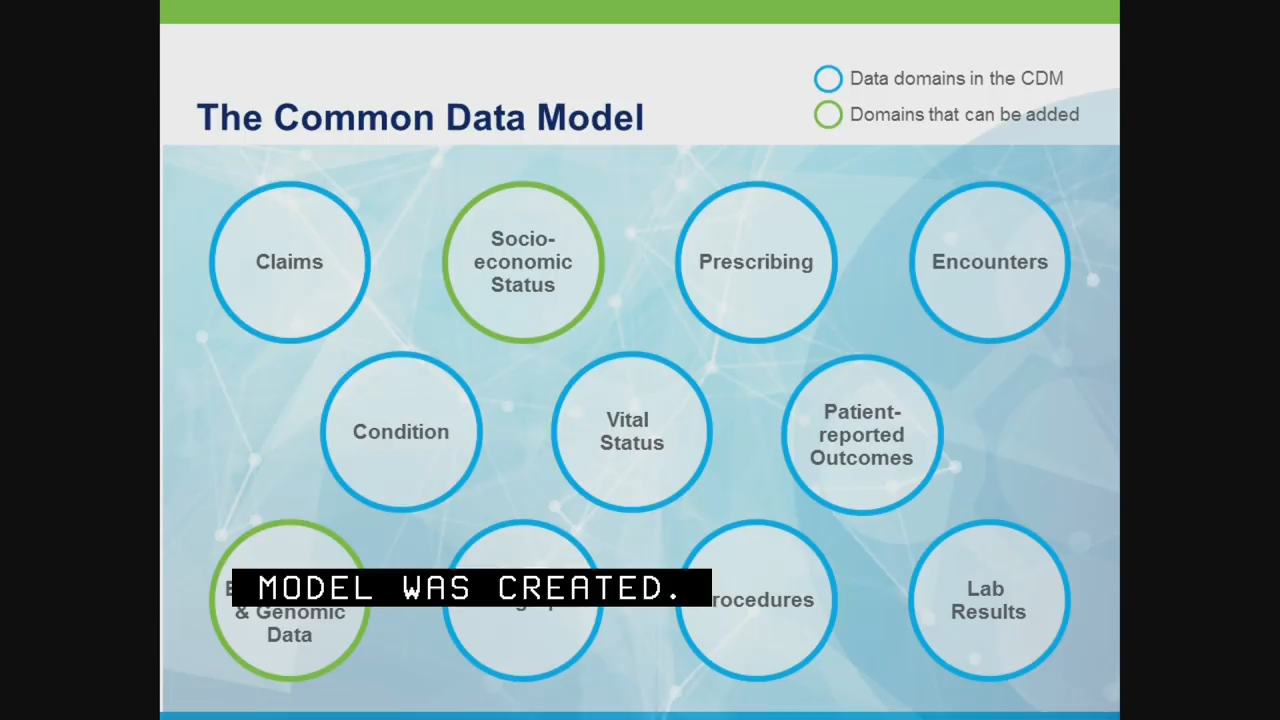 Data domains in the CDM
Domains that can be added
The Common Data Model
Claims
Socio-
economic
Status
Prescribing
Encounters
Condition
Vital
Status
Patient-
reported
Outcomes
MODEL WAS CREATED.
& Genomic
Data
Lab
Results